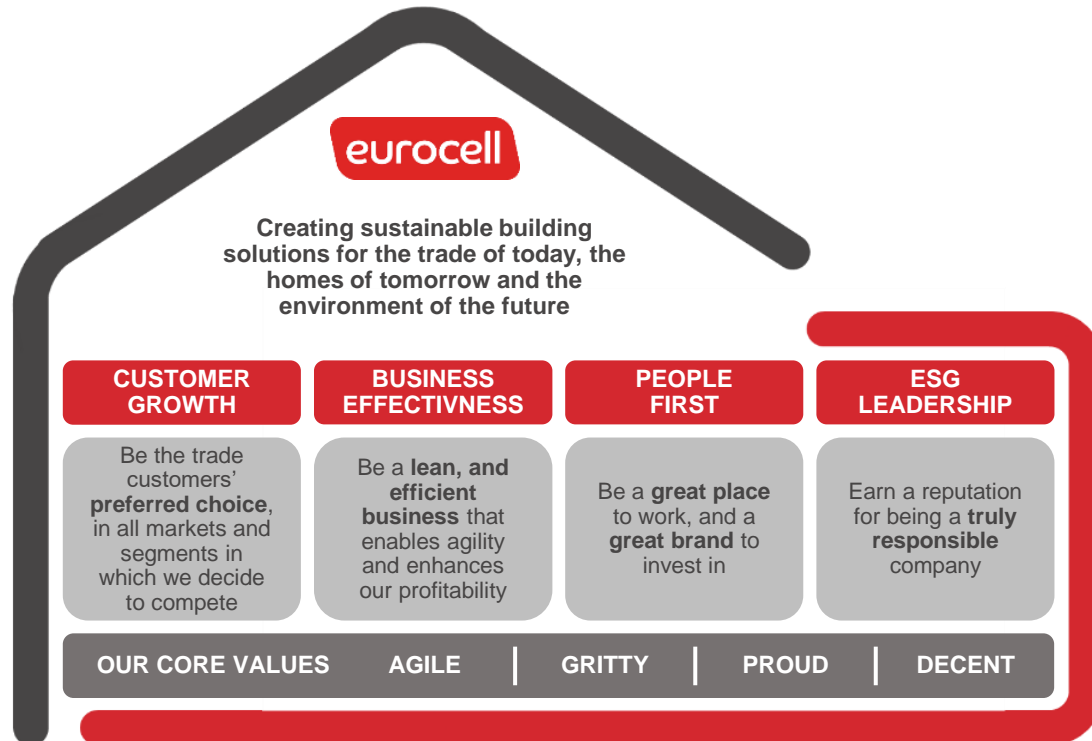 eurocell
Creating sustainable building
solutions for the trade of today, the
homes of tomorrow and the
environment of the future
CUSTOMER
GROWTH
Be the trade
customers’
preferred choice,
in all markets and
segments in
which we decide
to compete
BUSINESS
EFFECTIVNESS
Be a lean, and
efficient
business that
enables agility
and enhances
our profitability
PEOPLE
FIRST
Be a great place
to work, and a
great brand to
invest in
ESG
LEADERSHIP
Earn a reputation
for being a truly
responsible
company
OUR CORE VALUES AGILE | GRITTY | PROUD | DECENT